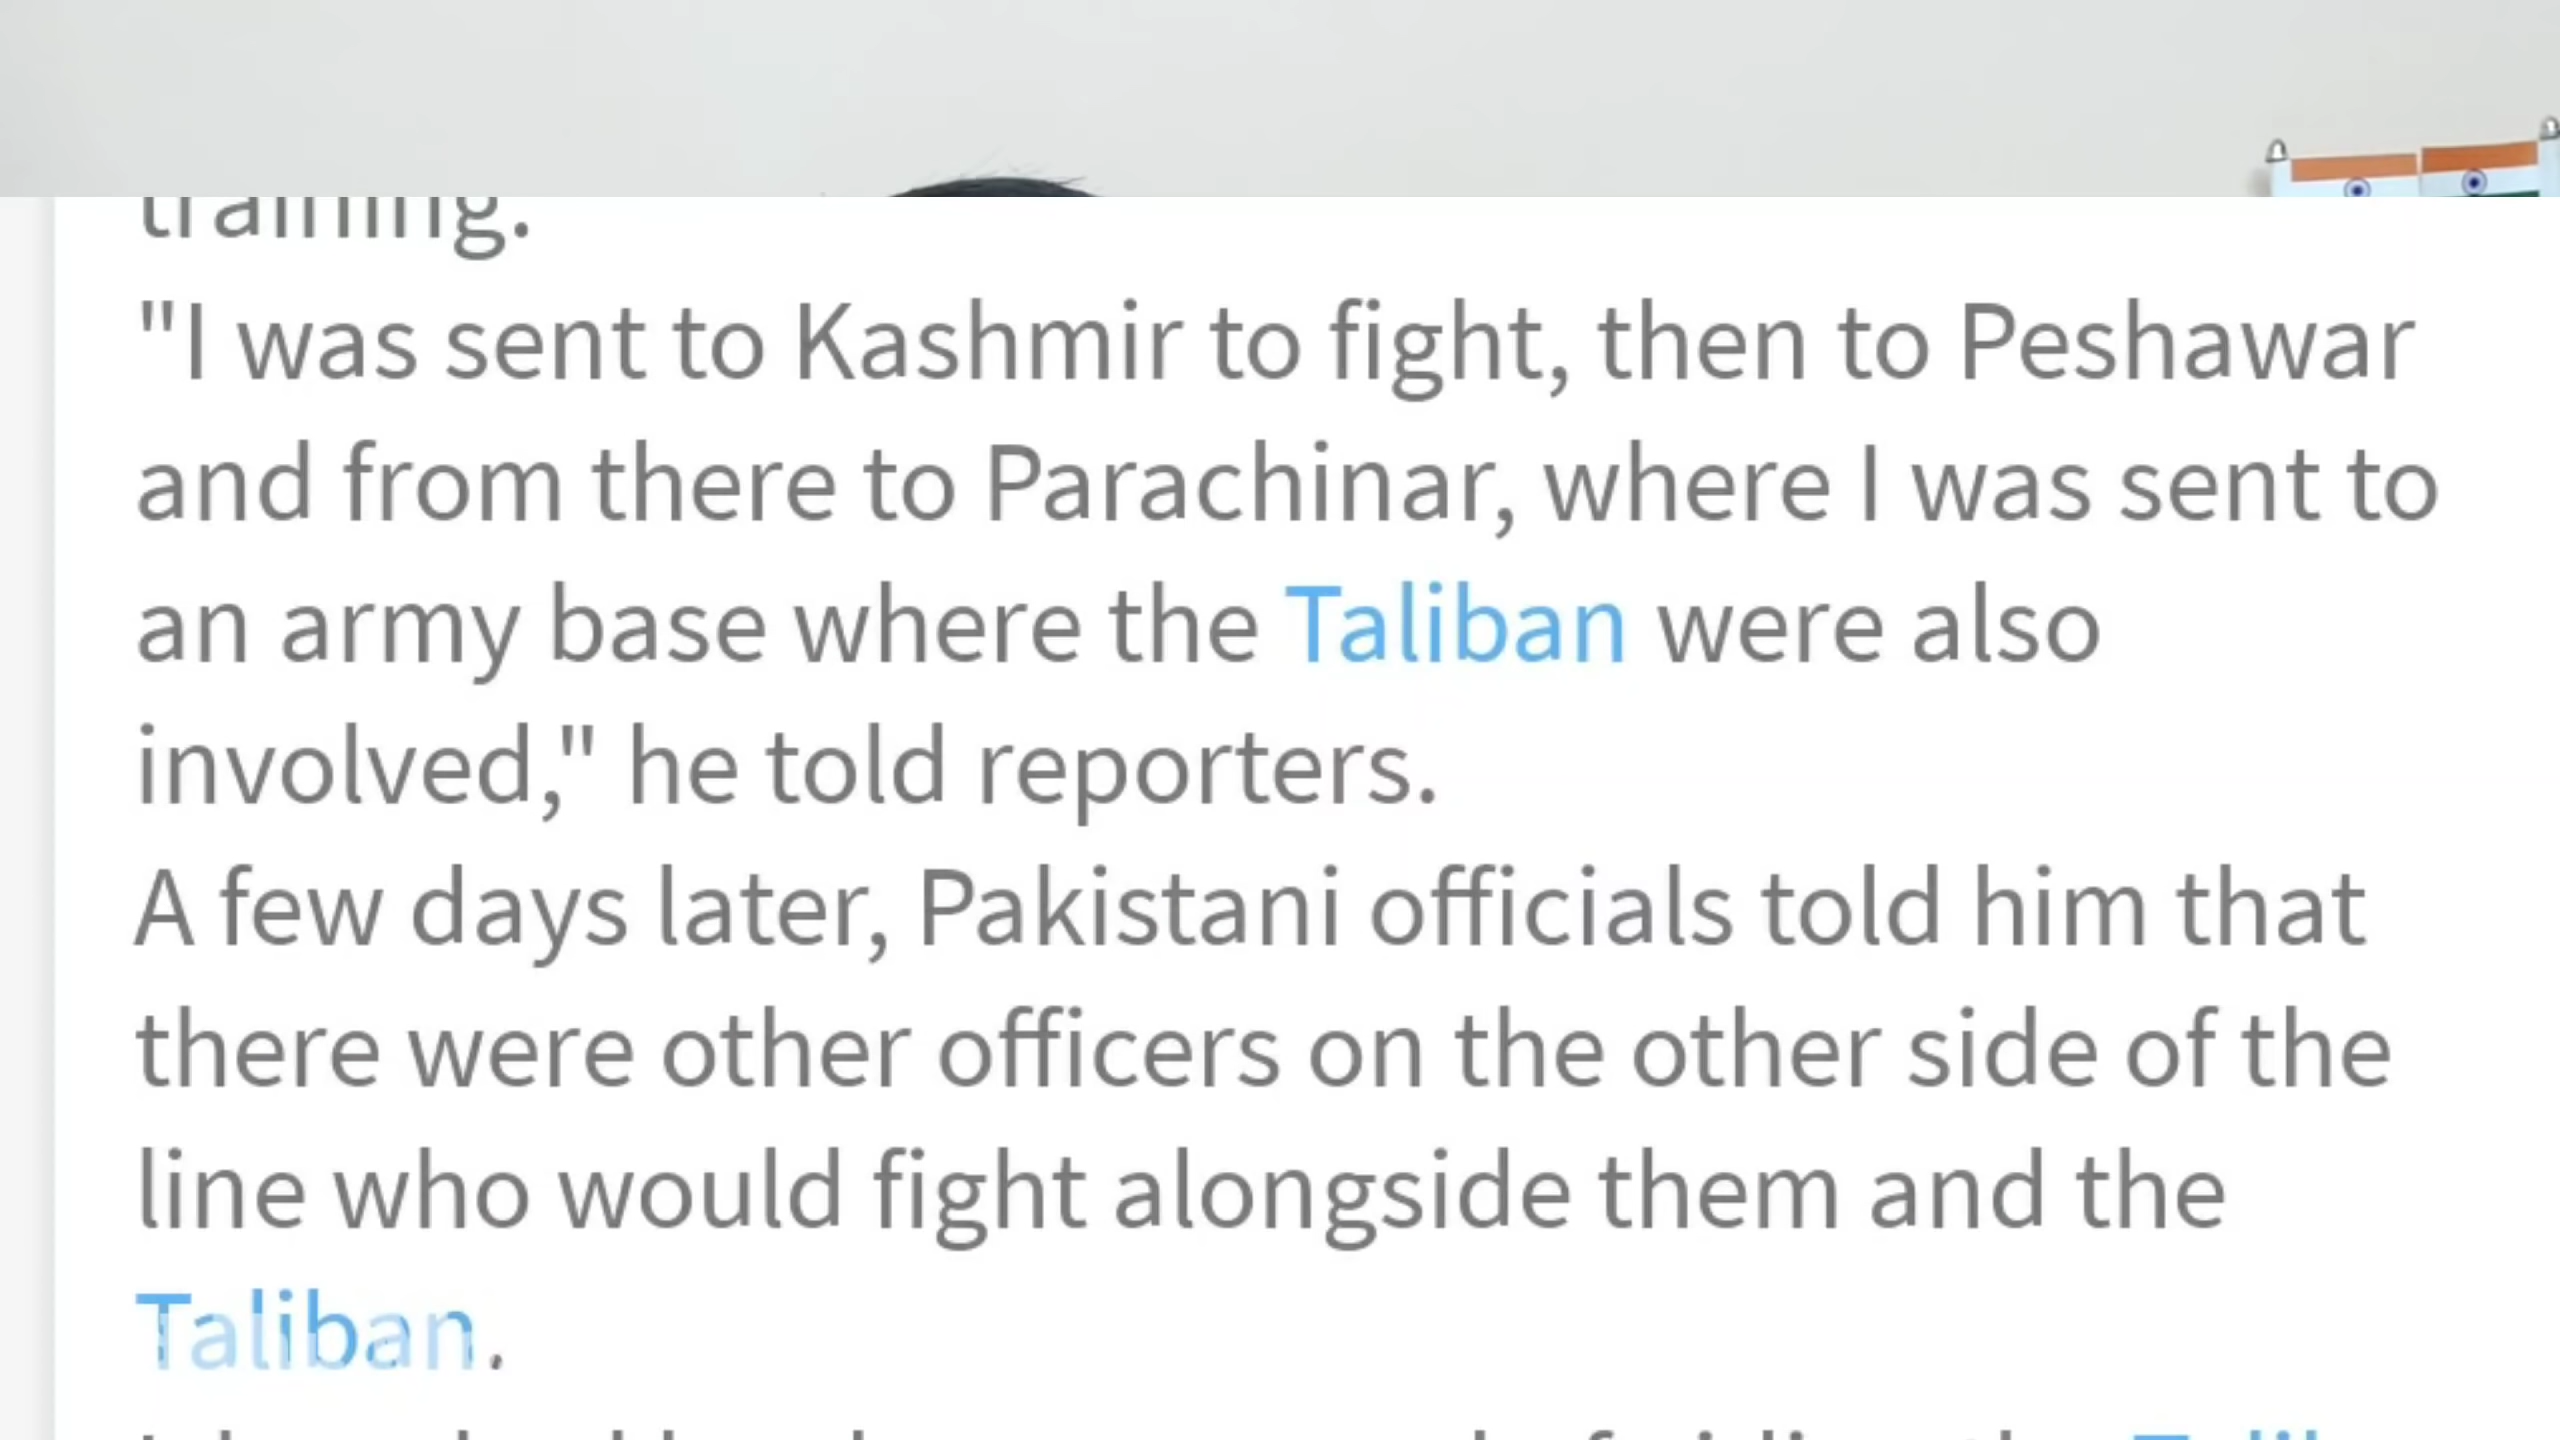 training.
"I was sent to Kashmir to fight, then to Peshawar
and from there to Parachinar, where I was sent to
an army base where the Taliban were also
involved," he told reporters.
A few days later, Pakistani officials told him that
there were other officers on the other side of the
line who would fight alongside them and the
Taliban.